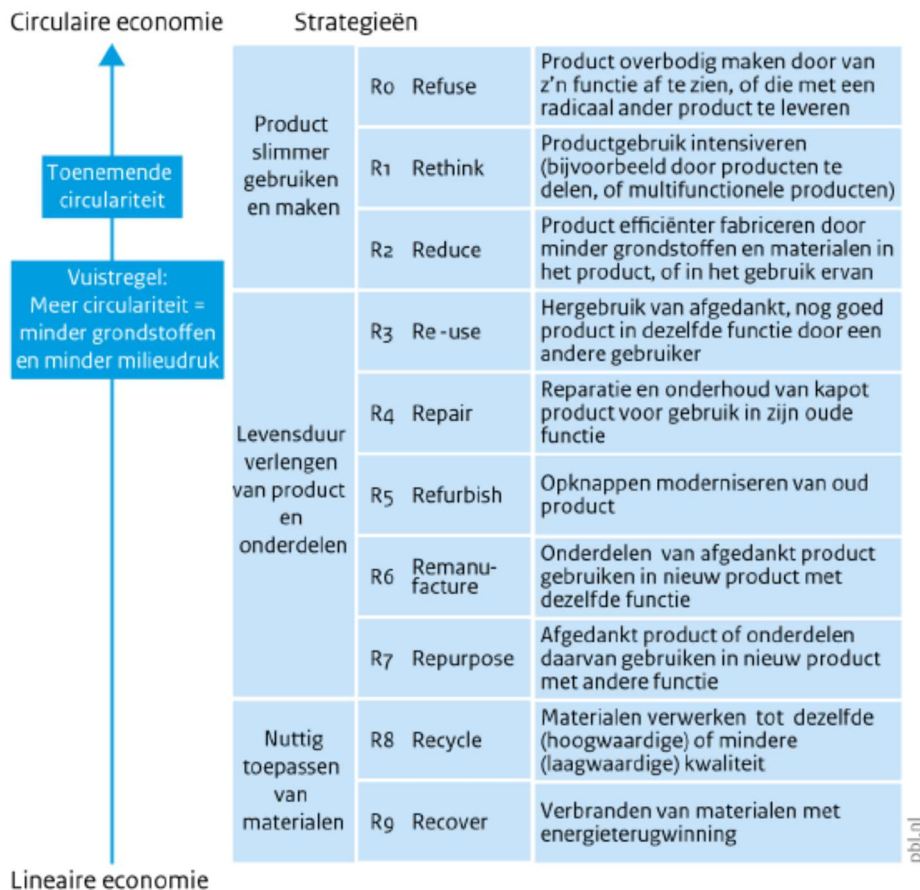 Circulaire economie
Strategieën
Toenemende
circulariteit
Vuistregel:
Meer circulariteit =
minder grondstoffen
en minder milieudruk
Lineaire economie
Product
slimmer
gebruiken
en maken
R0 Refuse
Product overbodig maken door van
z'n functie af te zien, of die met een
radicaal ander product te leveren
R1 Rethink
Productgebruik intensiveren
(bijvoorbeeld door producten te
delen, of multifunctionele producten)
R2 Reduce
Product efficiënter fabriceren door
minder grondstoffen en materialen in
het product, of in het gebruik ervan
Levensduur
verlengen
van product
en
onderdelen
R3 Re-use
Hergebruik van afgedankt, nog goed
product in dezelfde functie door een
andere gebruiker
R4 Repair
Reparatie en onderhoud van kapot
product voor gebruik in zijn oude
functie
R5 Refurbish
Opknappen moderniseren van oud
product
R6 Remanu-
facture
Onderdelen van afgedankt product
gebruiken in nieuw product met
dezelfde functie
R7 Repurpose
Afgedankt product of onderdelen
daarvan gebruiken in nieuw product
met andere functie
Nuttig
toepassen
van
materialen
R8 Recycle
Materialen verwerken tot dezelfde
(hoogwaardige) of mindere
(laagwaardige) kwaliteit
R9 Recover
Verbranden van materialen met
energieterugwinning
pbl.nl